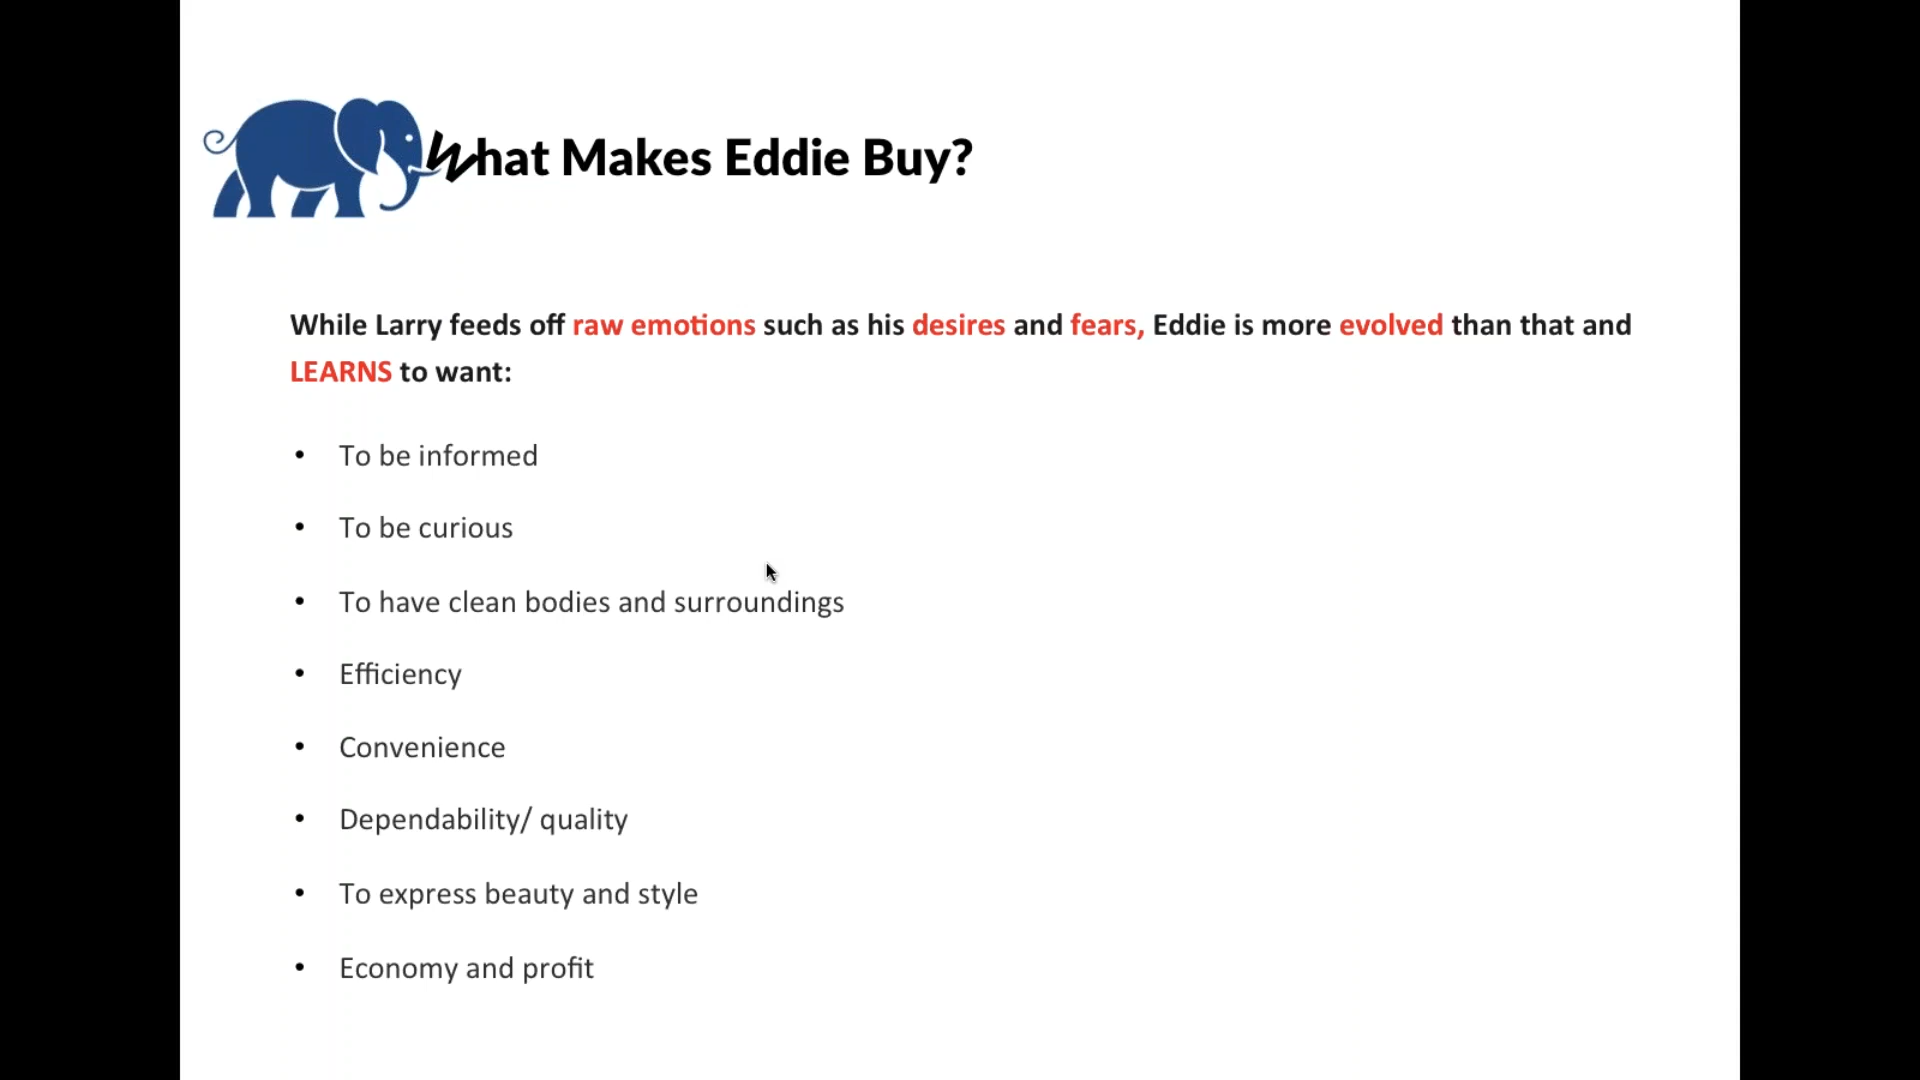 What Makes Eddie Buy?
While Larry feeds off raw emotions such as his desires and fears, Eddie is more evolved than that and
LEARNS to want:
• To be informed
• To be curious
• To have clean bodies and surroundings
• Efficiency
• Convenience
• Dependability/ quality
• To express beauty and style
• Economy and profit